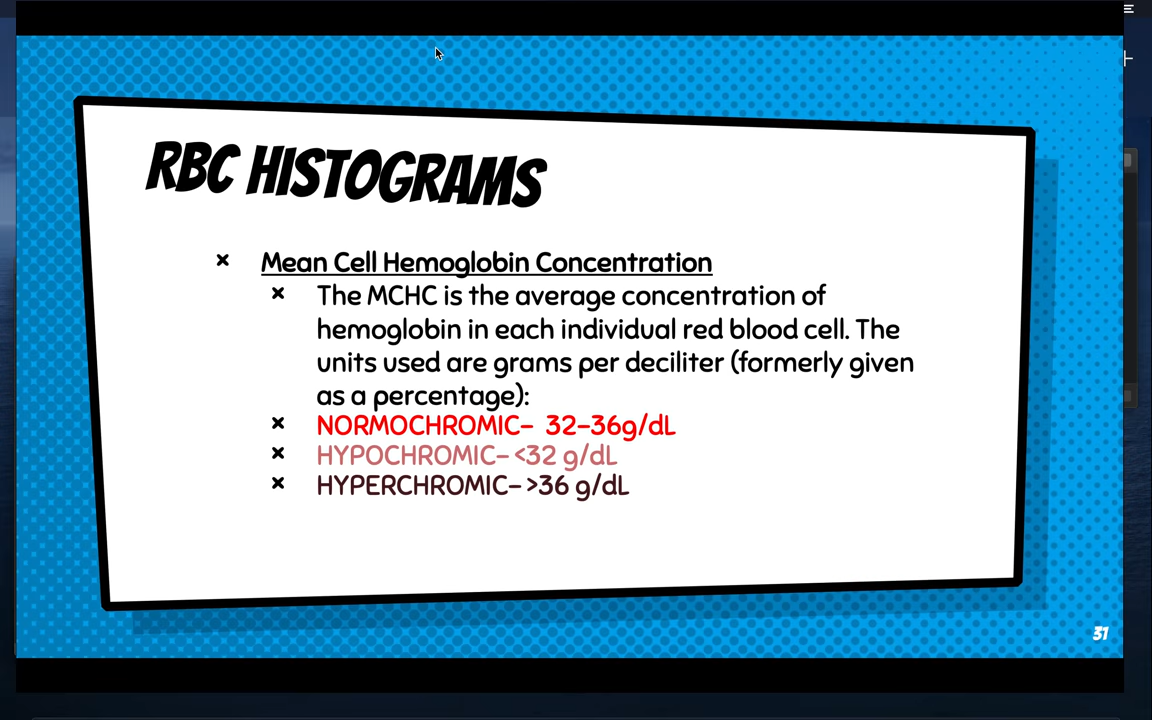 RBC HISTOGRAMS
× Mean Cell Hemoglobin Concentration
× The MCHC is the average concentration of
hemoglobin in each individual red blood cell. The
units used are grams per deciliter (formerly given
as a percentage):
× NORMOCHROMIC– 32–36g/dL
× HYPOCHROMIC– <32 g/dL
× HYPERCHROMIC– >36 g/dL
31